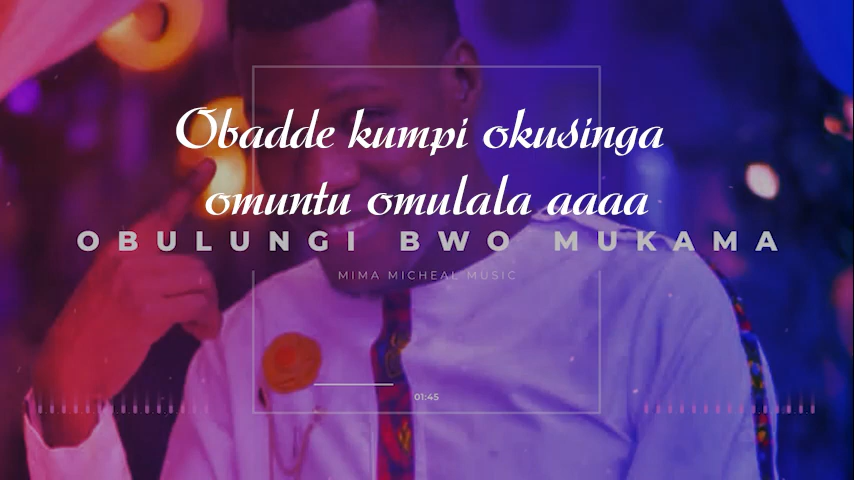 Obadde kumpi okusinga
omuntu omulala aaaa
OBULUNGI BWO MUKAMA
MIMA MICHEAL MUSIC
01:45